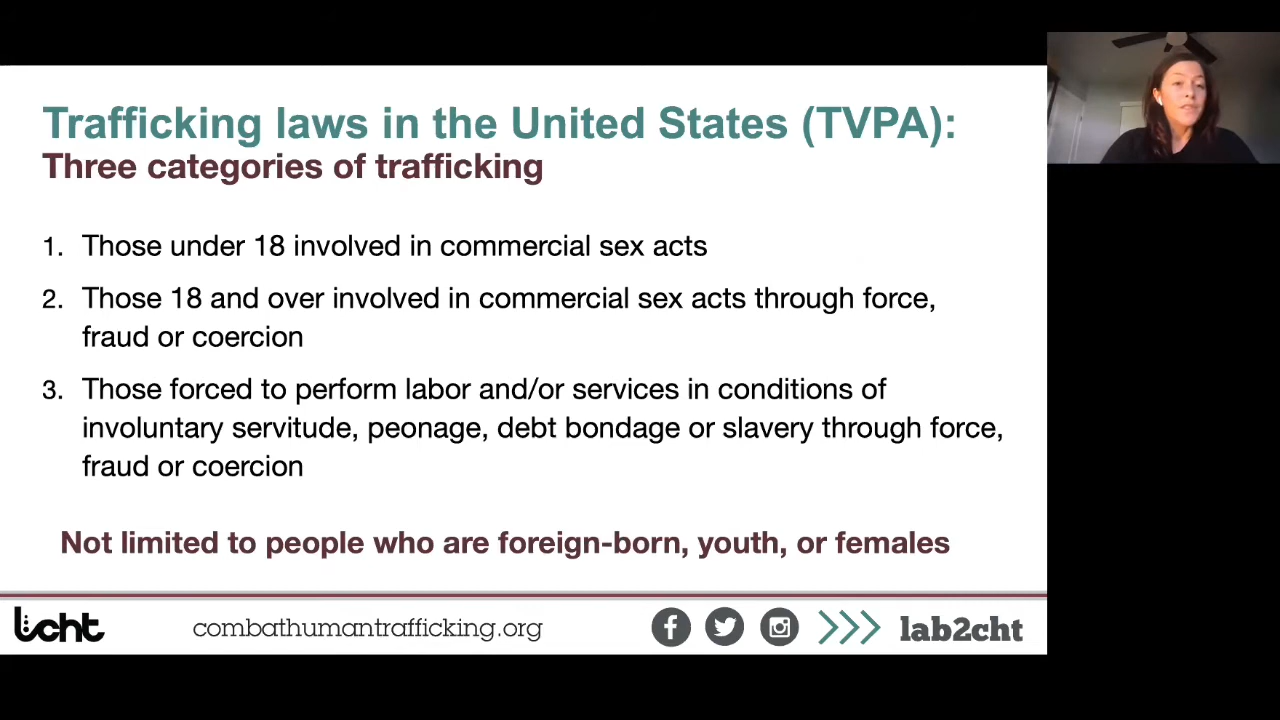 Trafficking laws in the United States (TVPA):
Three categories of trafficking
1. Those under 18 involved in commercial sex acts
2. Those 18 and over involved in commercial sex acts through force,
fraud or coercion
3. Those forced to perform labor and/or services in conditions of
involuntary servitude, peonage, debt bondage or slavery through force,
fraud or coercion
Not limited to people who are foreign-born, youth, or females
lcht combathumantrafficking.org lab2cht